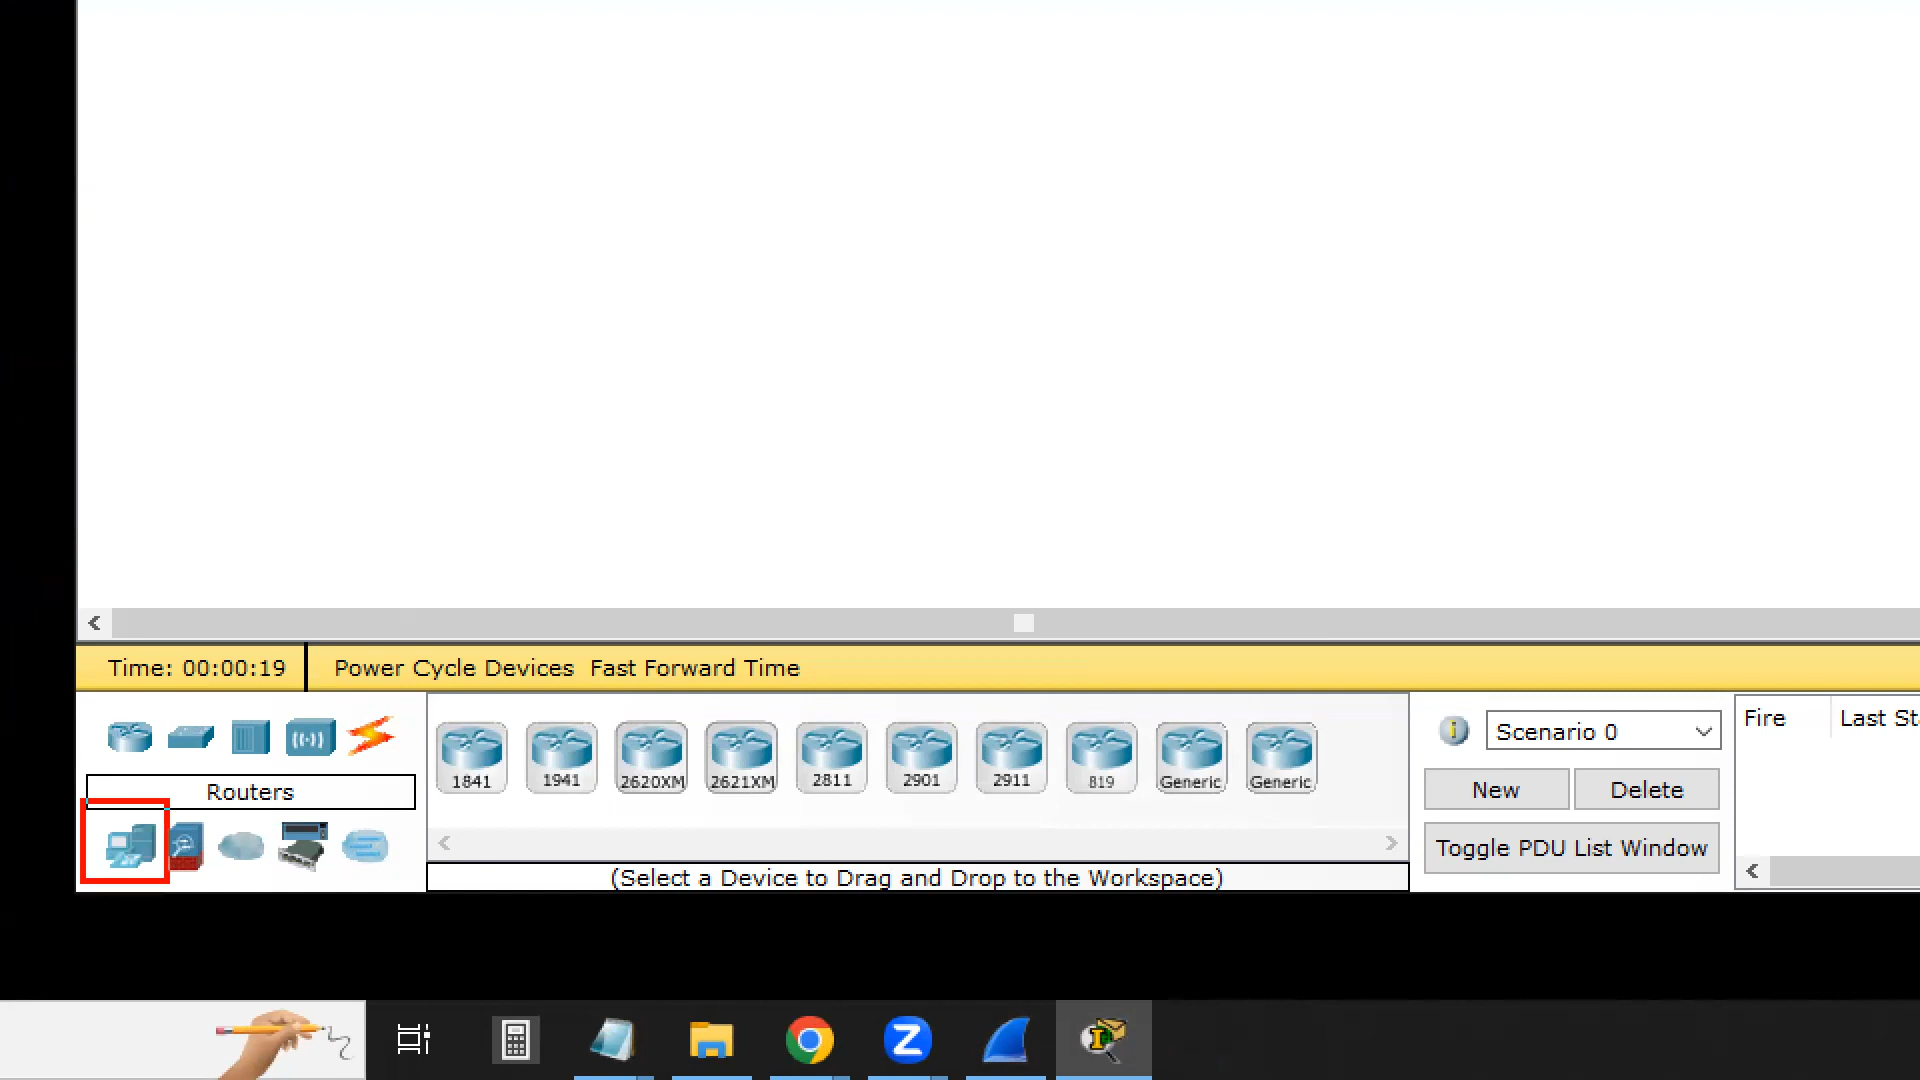 Time: 00:00:19 Power Cycle Devices Fast Forward Time
Routers
1841 1941 2620XM 2621XM 2811 2901 2911 819 Generic Generic
(Select a Device to Drag and Drop to the Workspace)
Scenario 0
New Delete
Toggle PDU List Window
Fire Last Sta